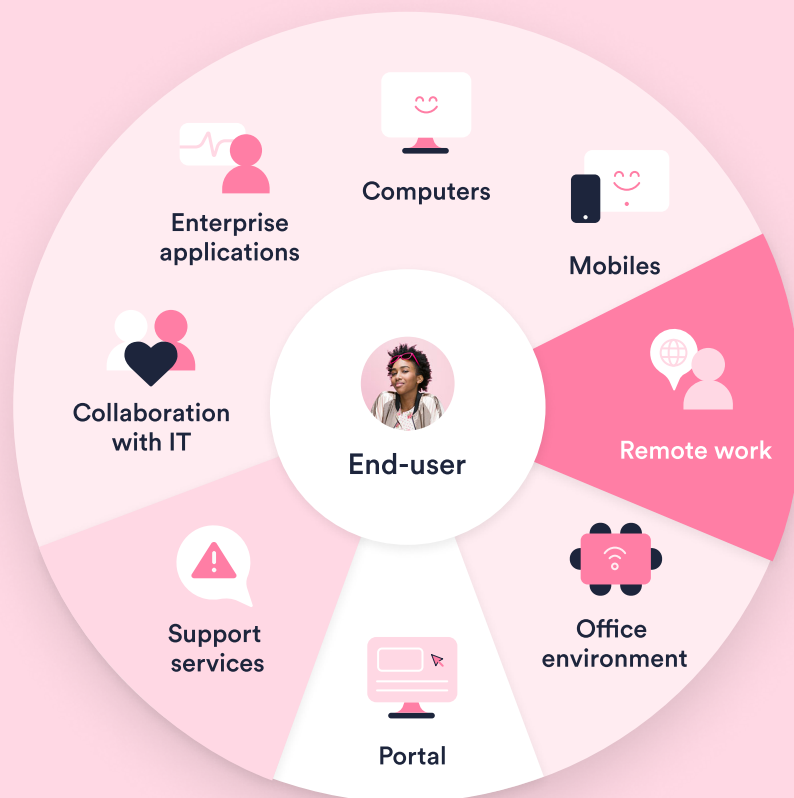 Computers
Enterprise
applications
Mobiles
Collaboration
with IT
Remote work
End-user
Support
services
Office
environment
Portal